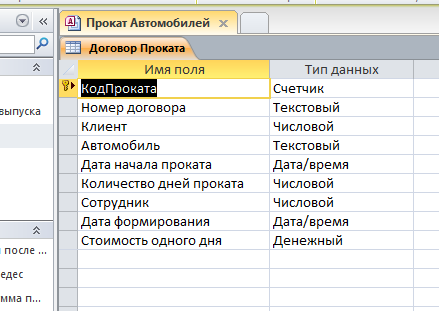 Прокат Автомобилей
Договор Проката
Имя поля Тип данных
КодПроката Счетчик
Номер договора Текстовый
выпуска
Клиент Числовой
Автомобиль Текстовый
Дата начала проката Дата/время
Количество дней проката Числовой
Сотрудник Числовой
Дата формирования Дата/время
Стоимость одного дня Денежный
после ...
едес
мма п...